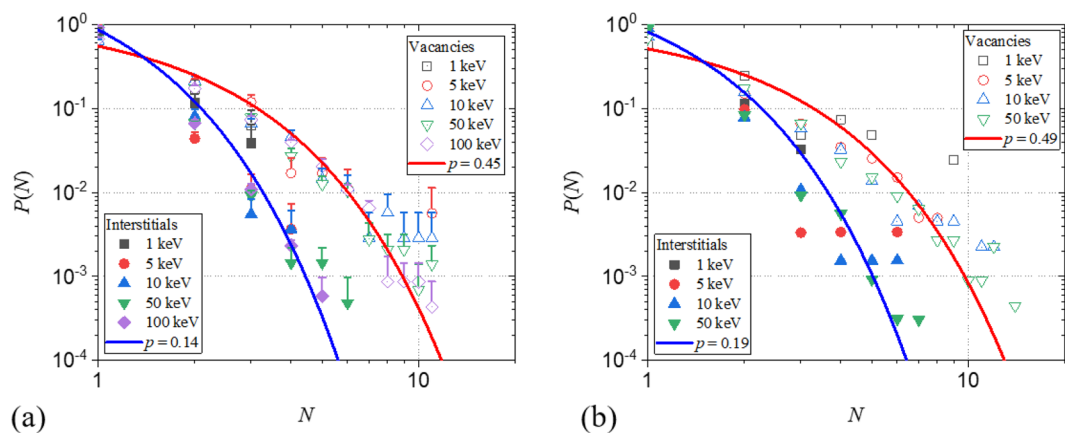 (a)
P(N)
10^0
10^-1
10^-2
10^-3
10^-4
1
10
N
Vacancies
1 keV
5 keV
10 keV
50 keV
100 keV
p = 0.45
Interstitials
1 keV
5 keV
10 keV
50 keV
100 keV
p = 0.14
(b)
P(N)
10^0
10^-1
10^-2
10^-3
10^-4
1
10
N
Vacancies
1 keV
5 keV
10 keV
50 keV
p = 0.49
Interstitials
1 keV
5 keV
10 keV
50 keV
p = 0.19